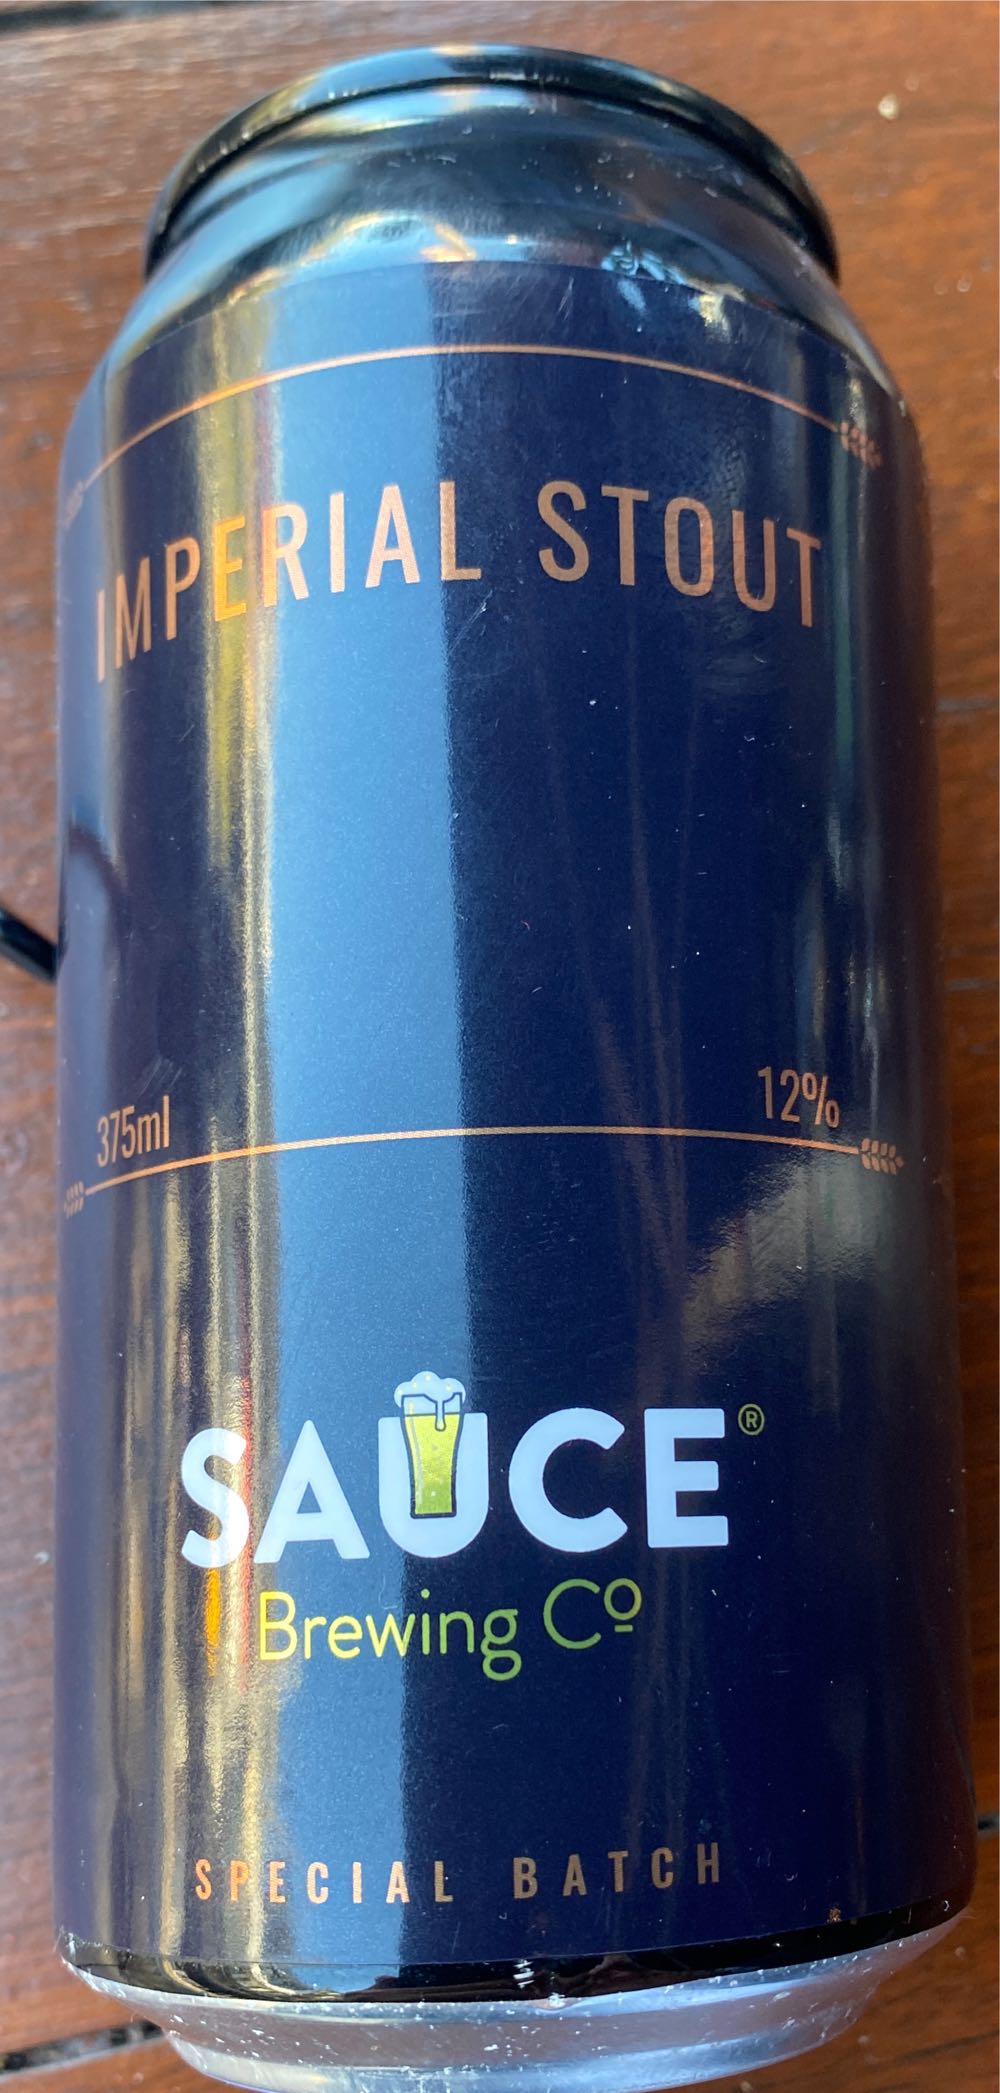 IMPERIAL STOUT
375ml 12%
SAUCE®
Brewing Cº
SPECIAL BATCH